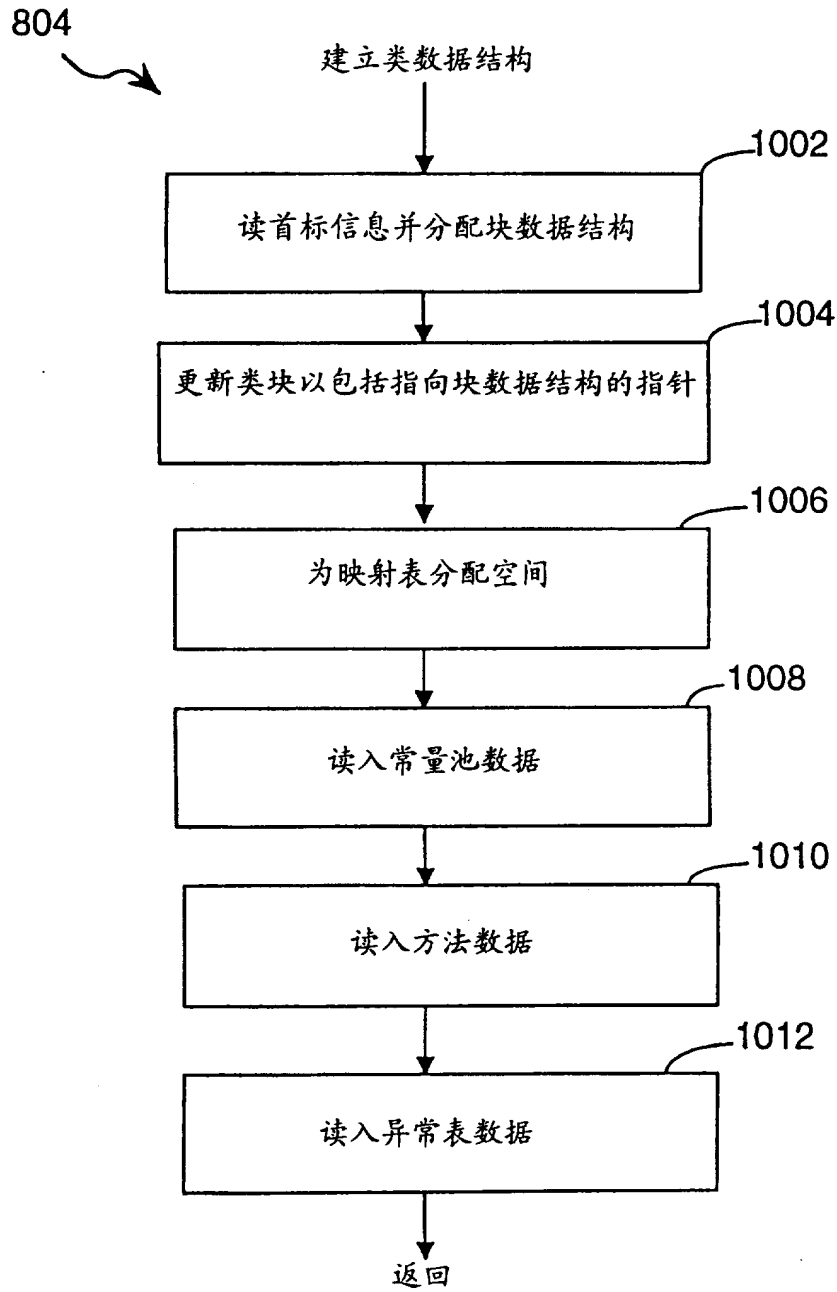 804
建立类数据结构
1002
读首标信息并分配块数据结构
1004
更新类块以包括指向块数据结构的指针
1006
为映射表分配空间
1008
读入常量池数据
1010
读入方法数据
1012
读入异常表数据
返回